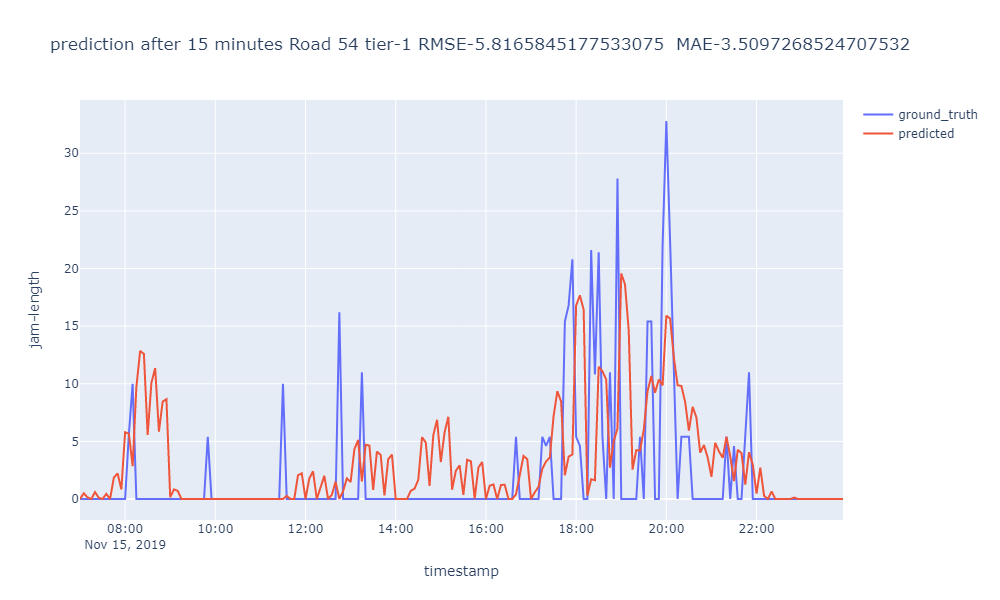 prediction after 15 minutes Road 54 tier-1 RMSE-5.8165845177533075  MAE-3.5097268524707532
ground_truth
predicted
30
25
20
15
10
5
0
jam-length
08:00 10:00 12:00 14:00 16:00 18:00 20:00 22:00
Nov 15, 2019
timestamp